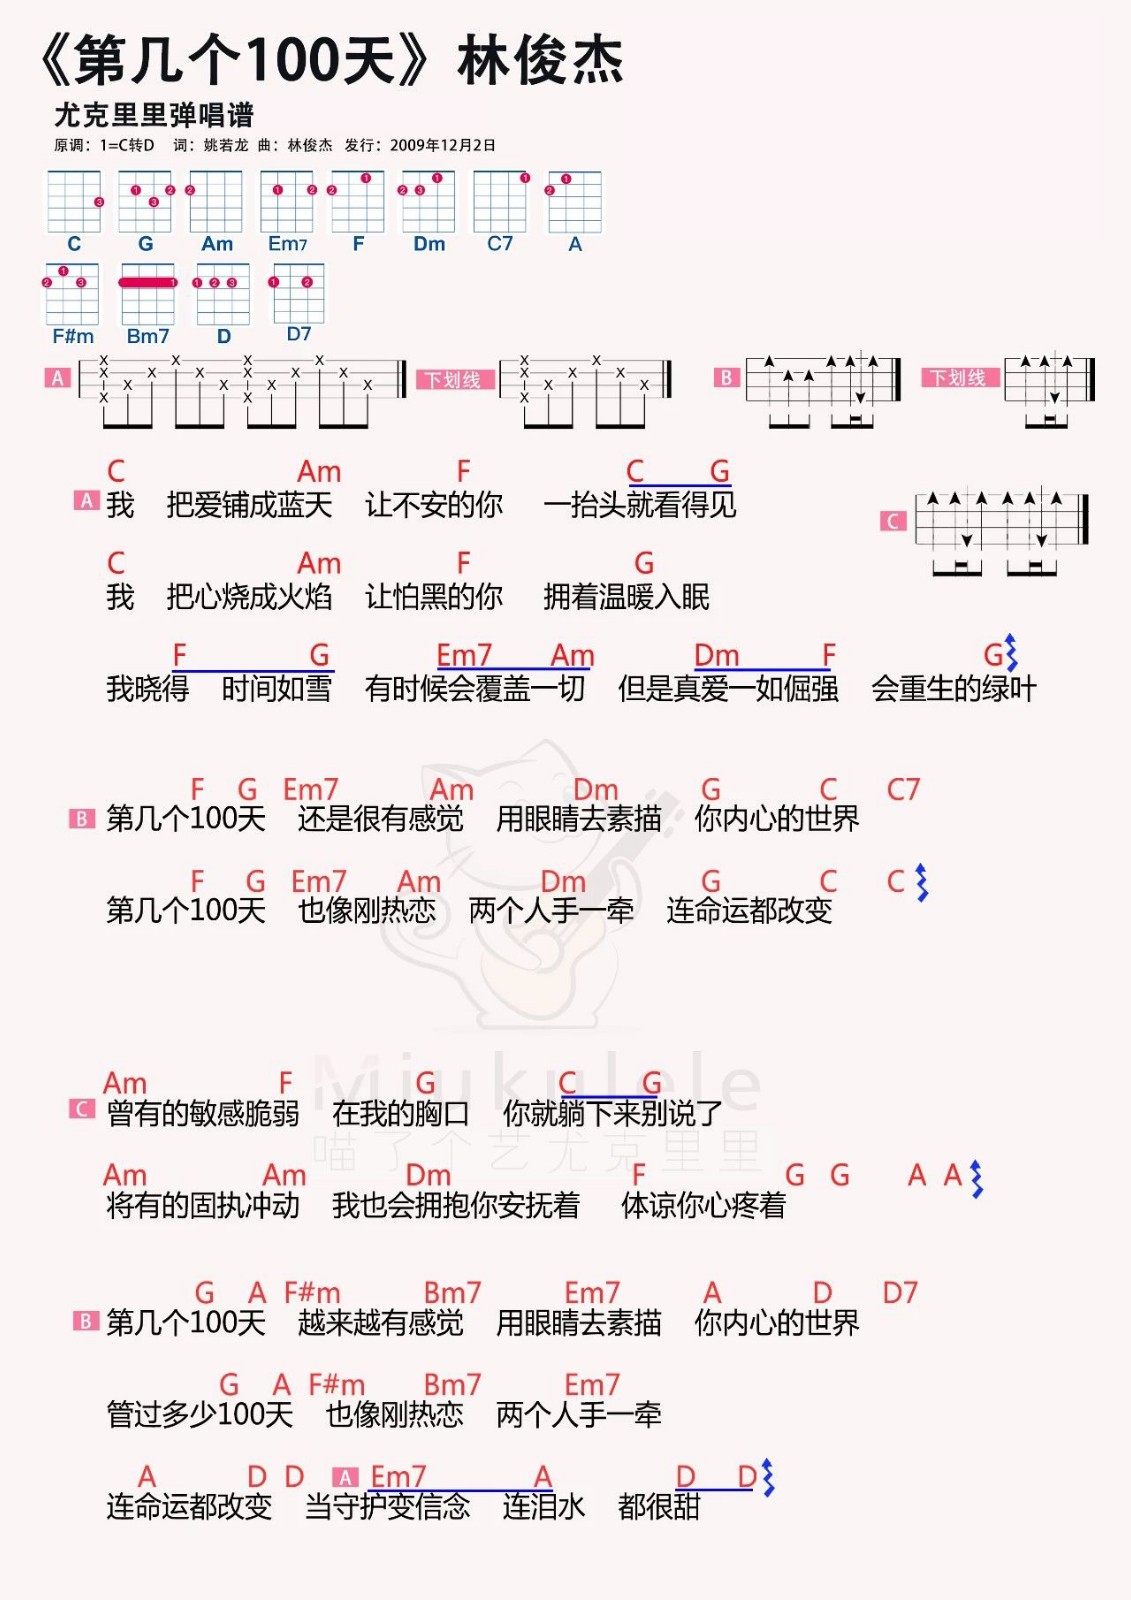 《第几个100天》林俊杰
尤克里里弹唱谱
原调：1=C转D 词：姚若龙 曲：林俊杰 发行：2009年12月2日
C G Am Em7 F Dm C7 A
F#m Bm7 D D7
A 下划线 B 下划线
C Am F C G
A 我 把爱铺成蓝天 让不安的你 一抬头就看得见
C
C Am F G
我 把心烧成火焰 让怕黑的你 拥着温暖入眠
F G Em7 Am Dm F G
我晓得 时间如雪 有时候会覆盖一切 但是真爱一如倔强 会重生的绿叶
F G Em7 Am Dm G C C7
B 第几个100天 还是很有感觉 用眼睛去素描 你内心的世界
F G Em7 Am Dm G C C
第几个100天 也像刚热恋 两个人手一牵 连命运都改变
Miukulele
Am F G C G
C 曾有的敏感脆弱 在我的胸口 你就躺下来别说了
喵了个艺尤克里里
Am Am Dm F G G A A
将有的固执冲动 我也会拥抱你安抚着 体谅你心疼着
G A F#m Bm7 Em7 A D D7
B 第几个100天 越来越有感觉 用眼睛去素描 你内心的世界
G A F#m Bm7 Em7
管过多少100天 也像刚热恋 两个人手一牵
A D D A Em7 A D D
连命运都改变 当守护变信念 连泪水 都很甜